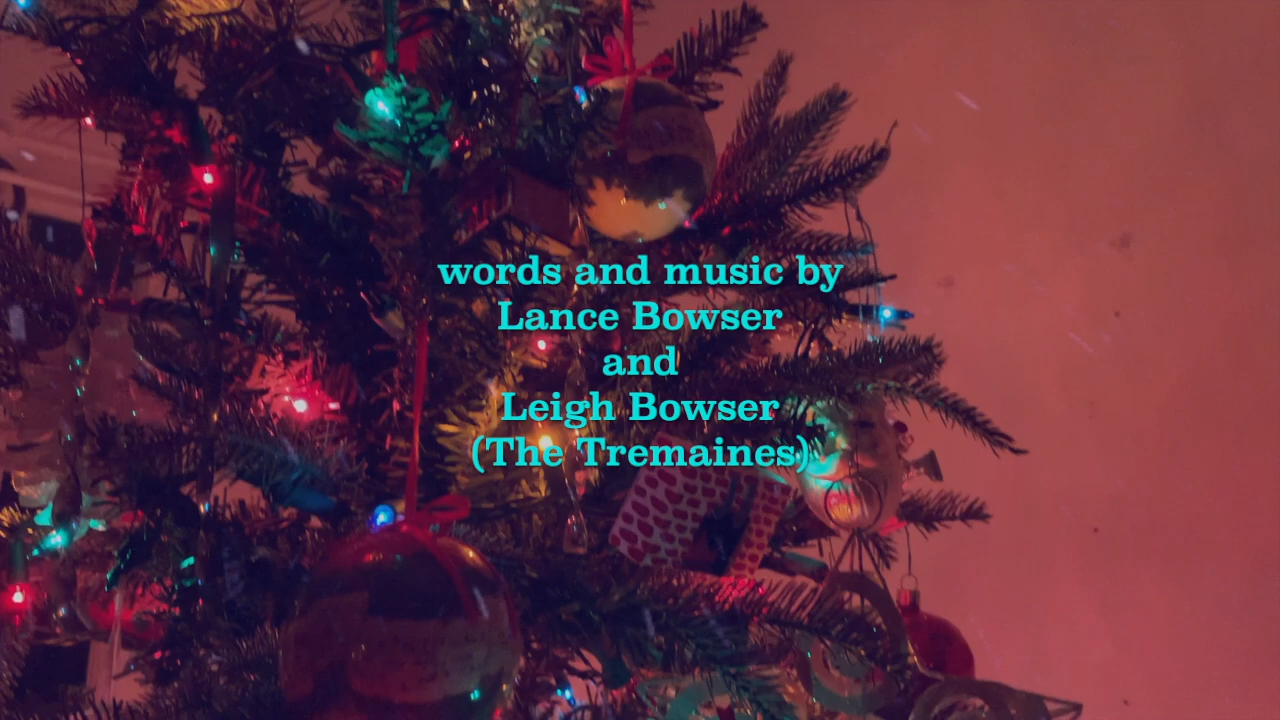 words and music by
Lance Bowser
and
Leigh Bowser
(The Tremaines)